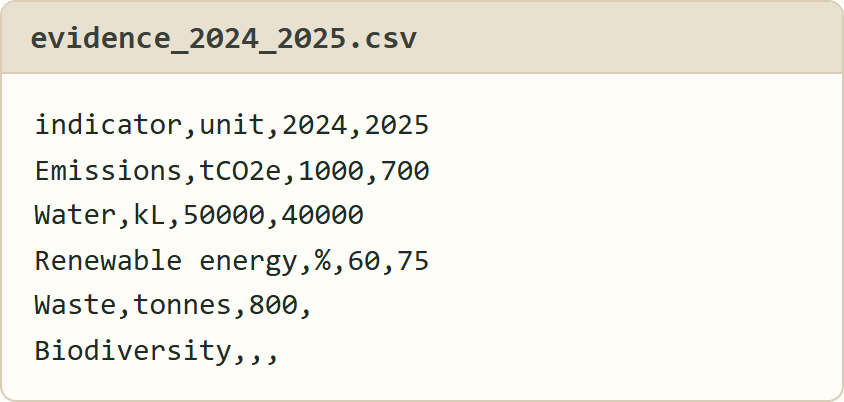 evidence_2024_2025.csv
indicator,unit,2024,2025
Emissions,tCO2e,1000,700
Water,kL,50000,40000
Renewable energy,%,60,75
Waste,tonnes,800,
Biodiversity,,,